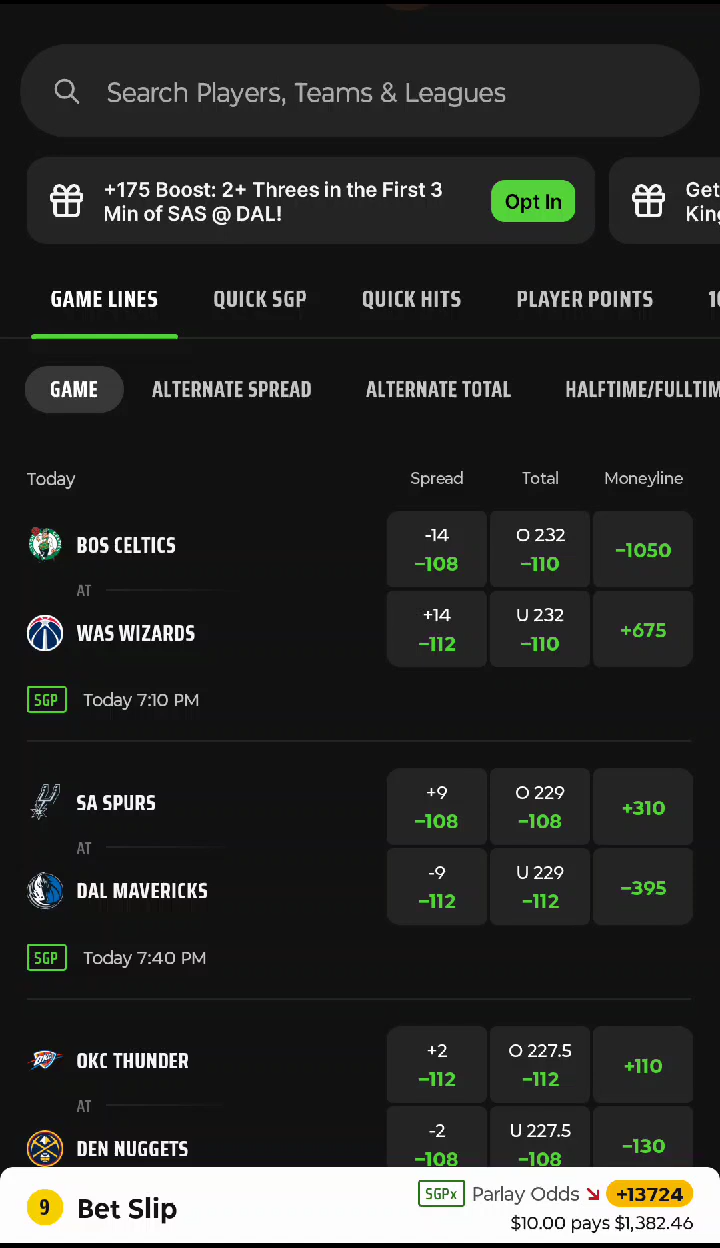 Search Players, Teams & Leagues
+175 Boost: 2+ Threes in the First 3
Min of SAS @ DAL!
Opt In
Get
King
GAME LINES QUICK SGP QUICK HITS PLAYER POINTS
GAME ALTERNATE SPREAD ALTERNATE TOTAL HALFTIME/FULLTIM
Today Spread Total Moneyline
BOS CELTICS -14 O 232 −1050
−108 −110
AT
WAS WIZARDS +14 U 232 +675
−112 −110
SGP Today 7:10 PM
SA SPURS +9 O 229 +310
−108 −108
AT
DAL MAVERICKS -9 U 229 −395
−112 −112
SGP Today 7:40 PM
OKC THUNDER +2 O 227.5 +110
−112 −112
AT
DEN NUGGETS -2 U 227.5 −130
−108 −108
9 Bet Slip SGPx Parlay Odds +13724
$10.00 pays $1,382.46